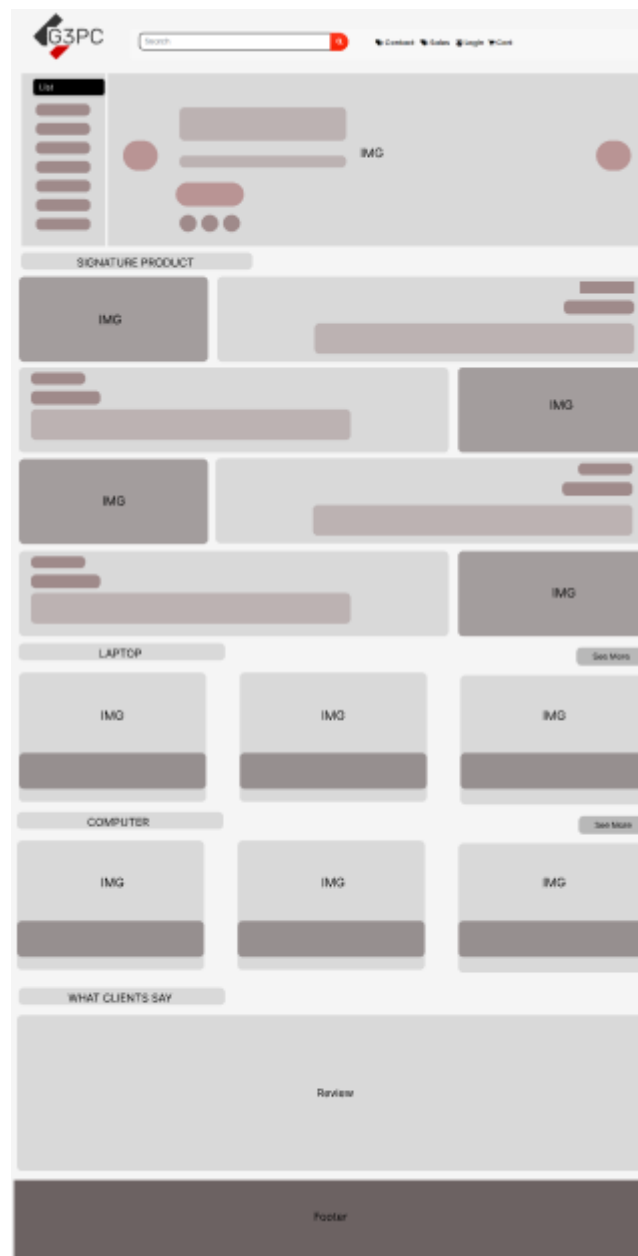 G3PC
Search
Contact Sales Login Cart
List
IMG
SIGNATURE PRODUCT
IMG
IMG
IMG
IMG
LAPTOP
See More
IMG IMG IMG
COMPUTER
See More
IMG IMG IMG
WHAT CLIENTS SAY
Review
Footer